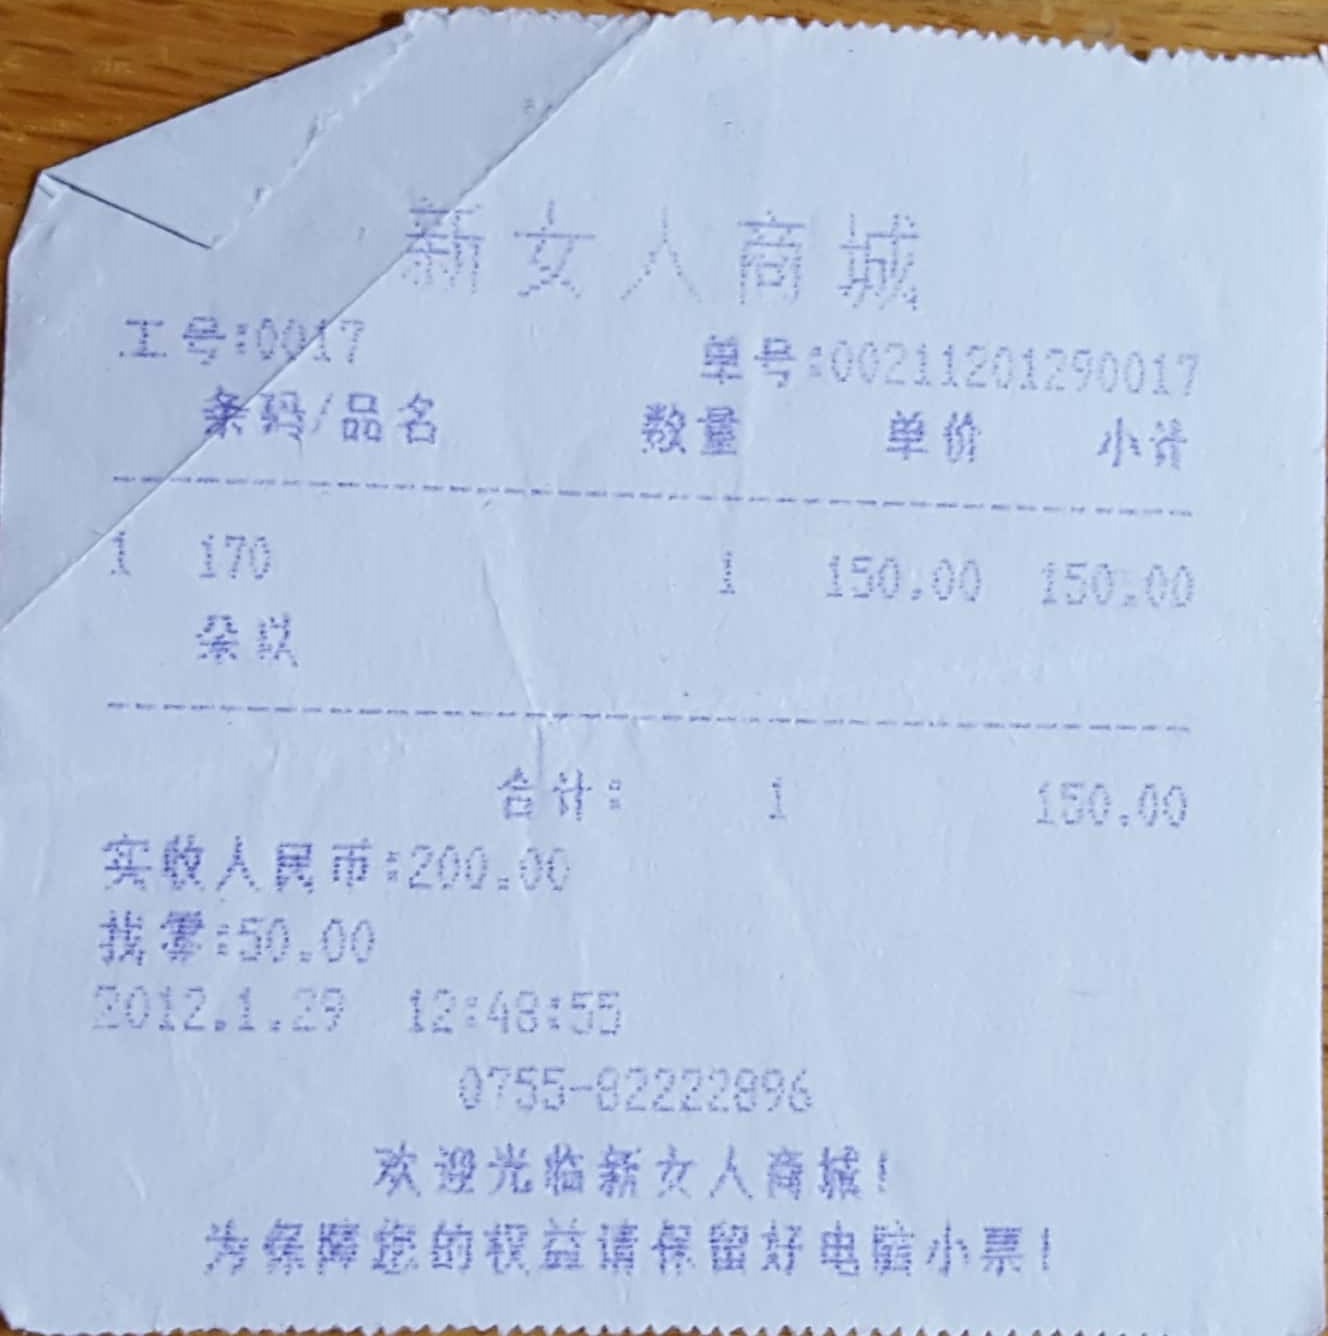 新女人商城
工号:0017 单号:00211201290017
条码/品名 数量 单价 小计
1 170 1 150.00 150.00
朵以
合计: 1 150.00
实收人民币:200.00
找零:50.00
2012.1.29 12:48:55
0755-82222896
欢迎光临新女人商城!
为保障您的权益请保留好电脑小票!